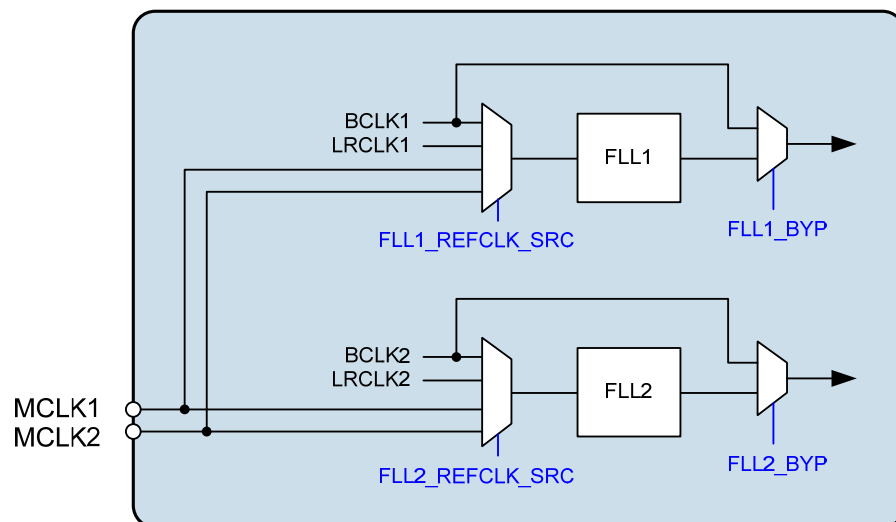 BCLK1
LRCLK1
FLL1
FLL1_REFCLK_SRC
FLL1_BYP
BCLK2
LRCLK2
FLL2
MCLK1
MCLK2
FLL2_REFCLK_SRC
FLL2_BYP